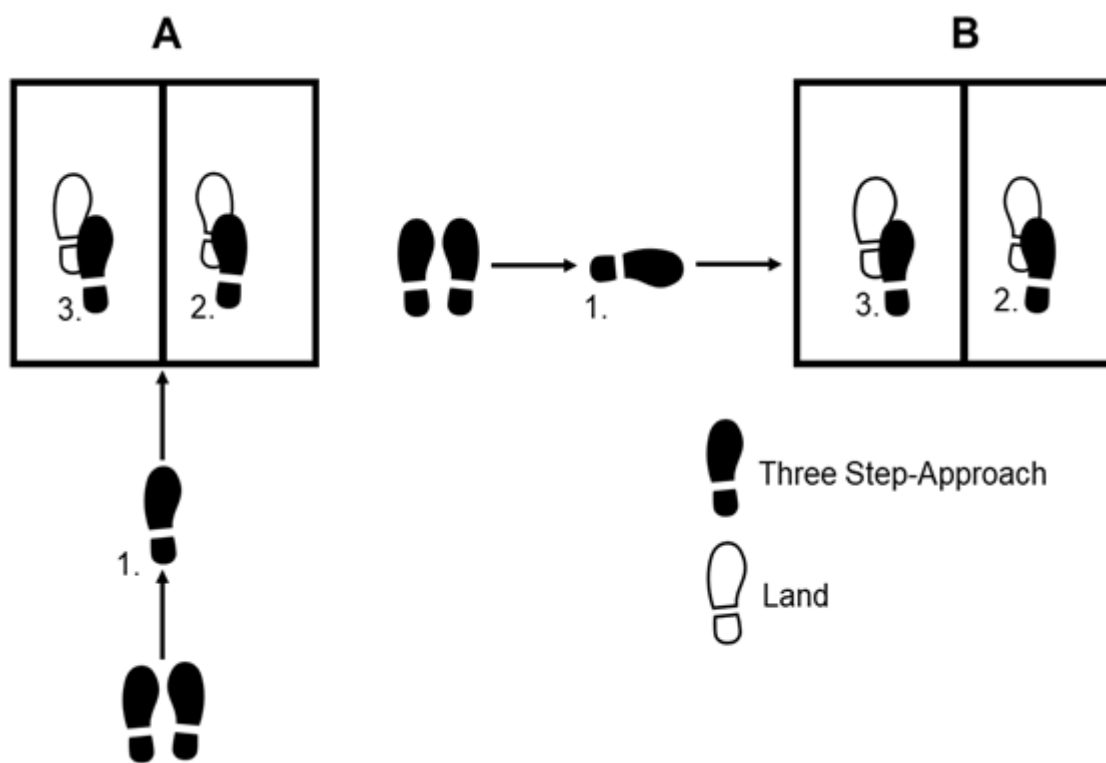 A
B
3.
2.
1.
3.
2.
1.
Three Step-Approach
Land